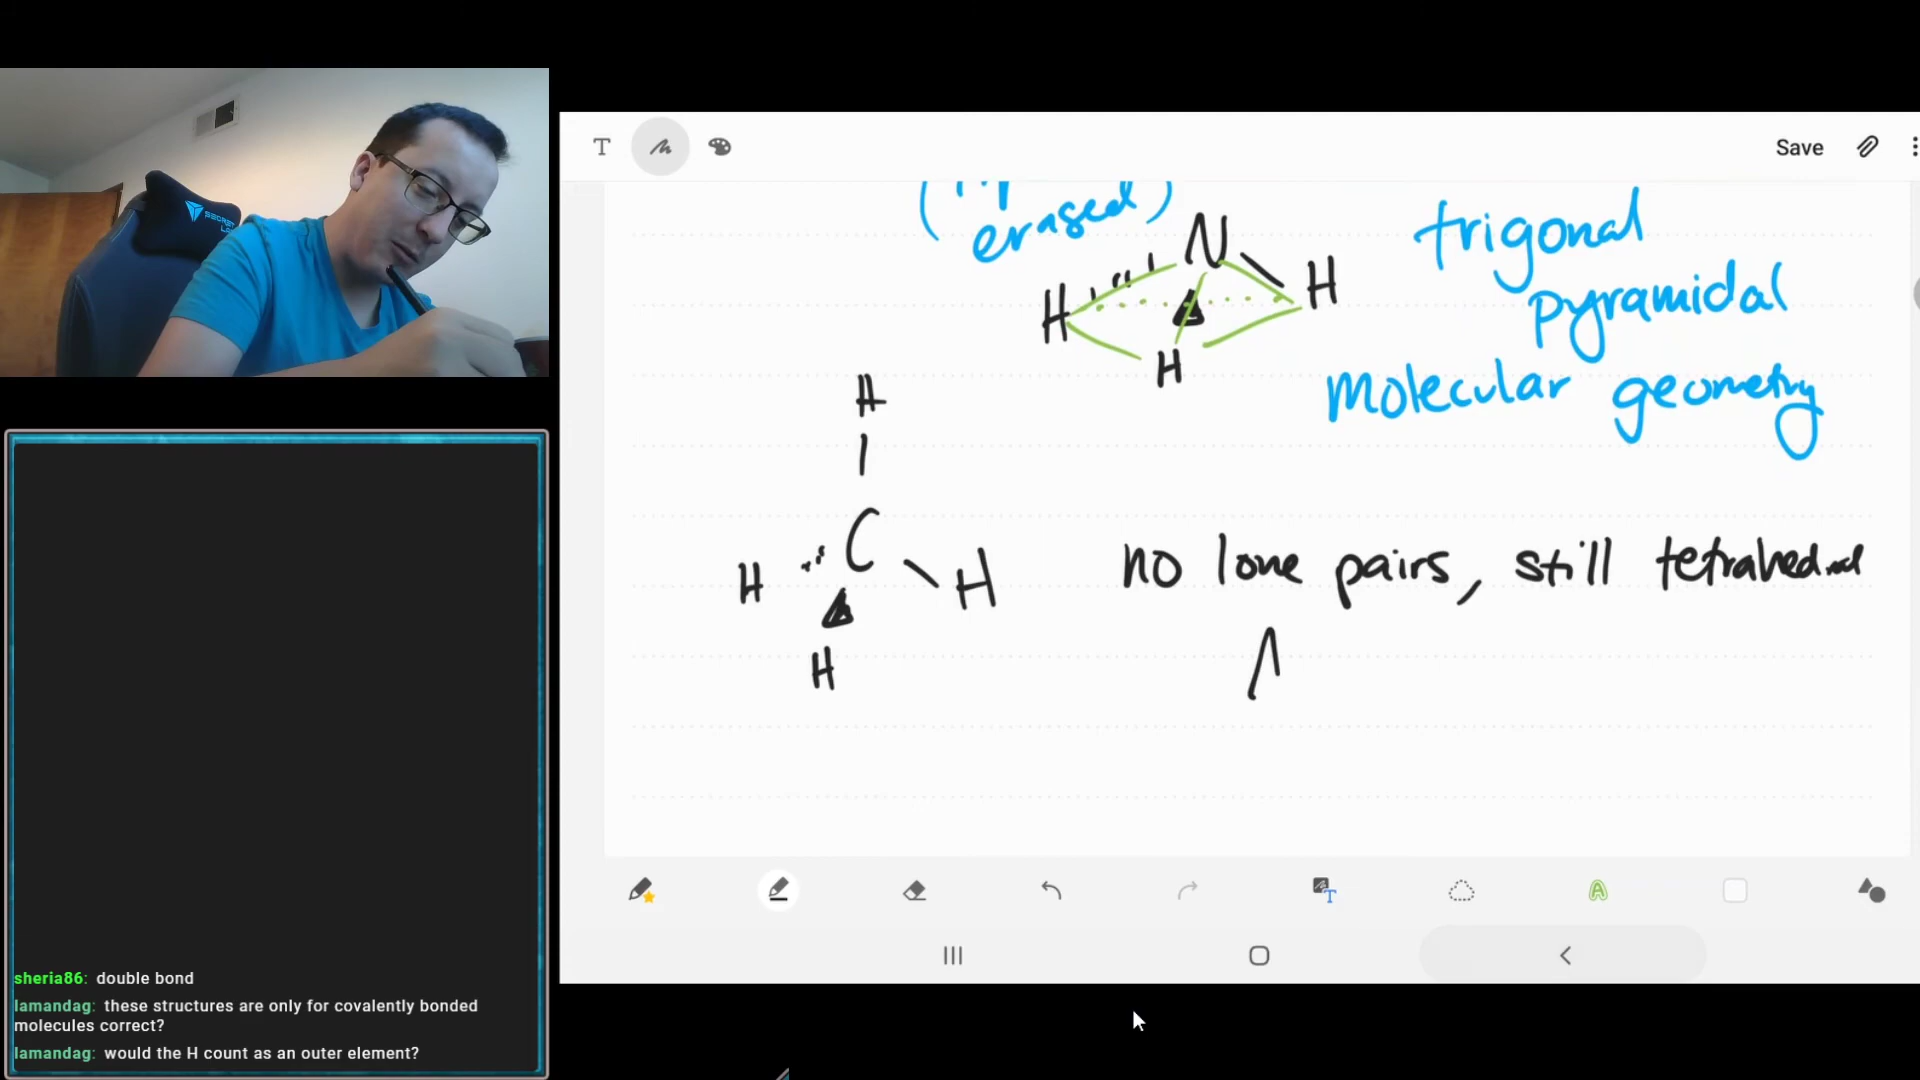 SECRET
T
Save
erased)
trigonal
pyramidal
molecular geometry
N
H
H
H
H
C
H
H
H
no lone pairs, still tetrahedral
sheria86: double bond
lamandag: these structures are only for covalently bonded
molecules correct?
lamandag: would the H count as an outer element?